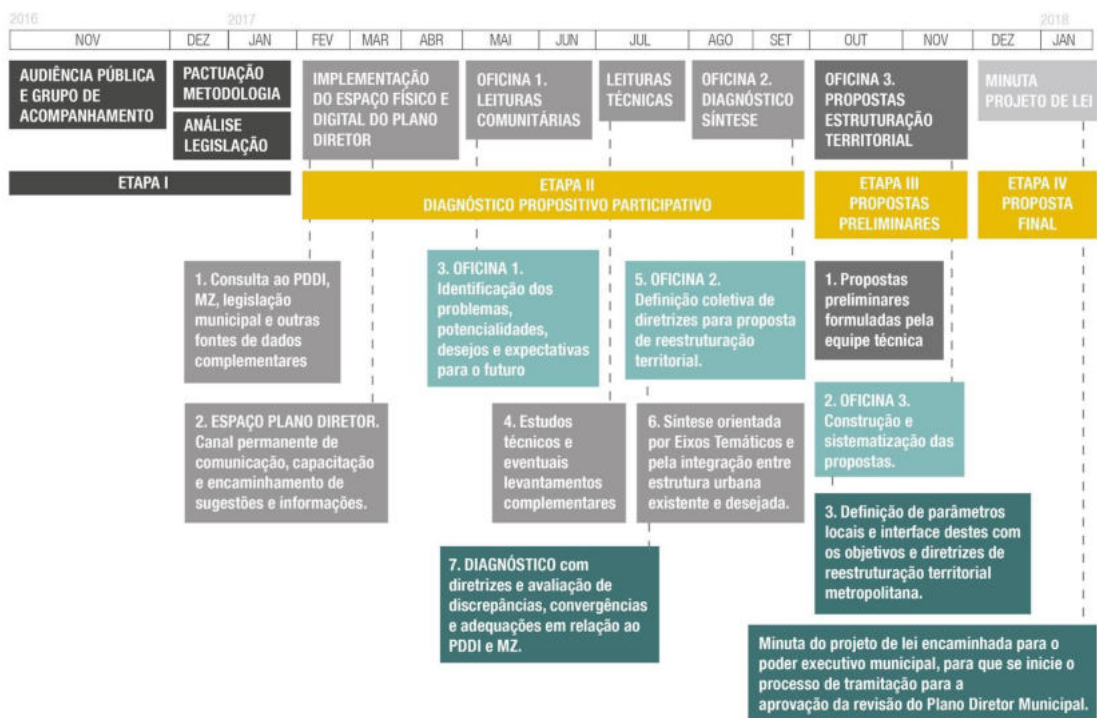 2016
2017
2018
NOV
DEZ
JAN
FEV
MAR
ABR
MAI
JUN
JUL
AGO
SET
OUT
NOV
DEZ
JAN
AUDIÊNCIA PÚBLICA
E GRUPO DE
ACOMPANHAMENTO
PACTUAÇÃO
METODOLOGIA
ANÁLISE
LEGISLAÇÃO
IMPLEMENTAÇÃO
DO ESPAÇO FÍSICO E
DIGITAL DO PLANO
DIRETOR
OFICINA 1.
LEITURAS
COMUNITÁRIAS
LEITURAS
TÉCNICAS
OFICINA 2.
DIAGNÓSTICO
SÍNTESE
OFICINA 3.
PROPOSTAS
ESTRUTURAÇÃO
TERRITORIAL
MINUTA
PROJETO DE LEI
ETAPA I
ETAPA II
DIAGNÓSTICO PROPOSITIVO PARTICIPATIVO
ETAPA III
PROPOSTAS
PRELIMINARES
ETAPA IV
PROPOSTA
FINAL
1. Consulta ao PDDI,
MZ, legislação
municipal e outras
fontes de dados
complementares
2. ESPAÇO PLANO DIRETOR.
Canal permanente de
comunicação, capacitação
e encaminhamento de
sugestões e informações.
3. OFICINA 1.
Identificação dos
problemas,
potencialidades,
desejos e expectativas
para o futuro
4. Estudos
técnicos e
eventuais
levantamentos
complementares
5. OFICINA 2.
Definição coletiva de
diretrizes para proposta
de reestruturação
territorial.
6. Síntese orientada
por Eixos Temáticos e
pela integração entre
estrutura urbana
existente e desejada.
7. DIAGNÓSTICO com
diretrizes e avaliação de
discrepâncias, convergências
e adequações em relação ao
PDDI e MZ.
1. Propostas
preliminares
formuladas pela
equipe técnica
2. OFICINA 3.
Construção e
sistematização das
propostas.
3. Definição de parâmetros
locais e interface destes com
os objetivos e diretrizes de
reestruturação territorial
metropolitana.
Minuta do projeto de lei encaminhada para o
poder executivo municipal, para que se inicie o
processo de tramitação para a
aprovação da revisão do Plano Diretor Municipal.